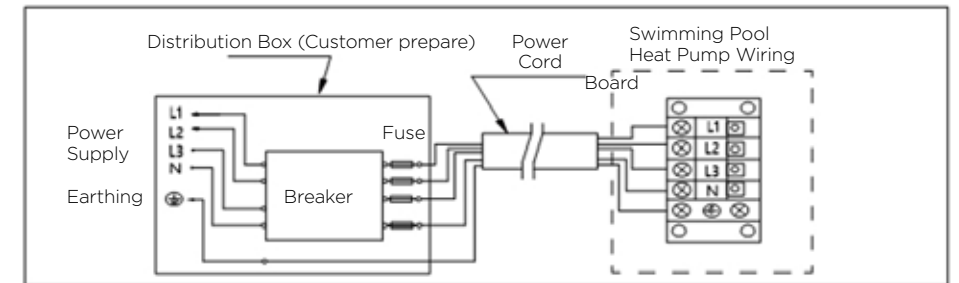 Distribution Box (Customer prepare)
Power
Cord
Swimming Pool
Heat Pump Wiring
Board
Power
Supply
Earthing
L1
L2
L3
N
Breaker
Fuse
L1
L2
L3
N